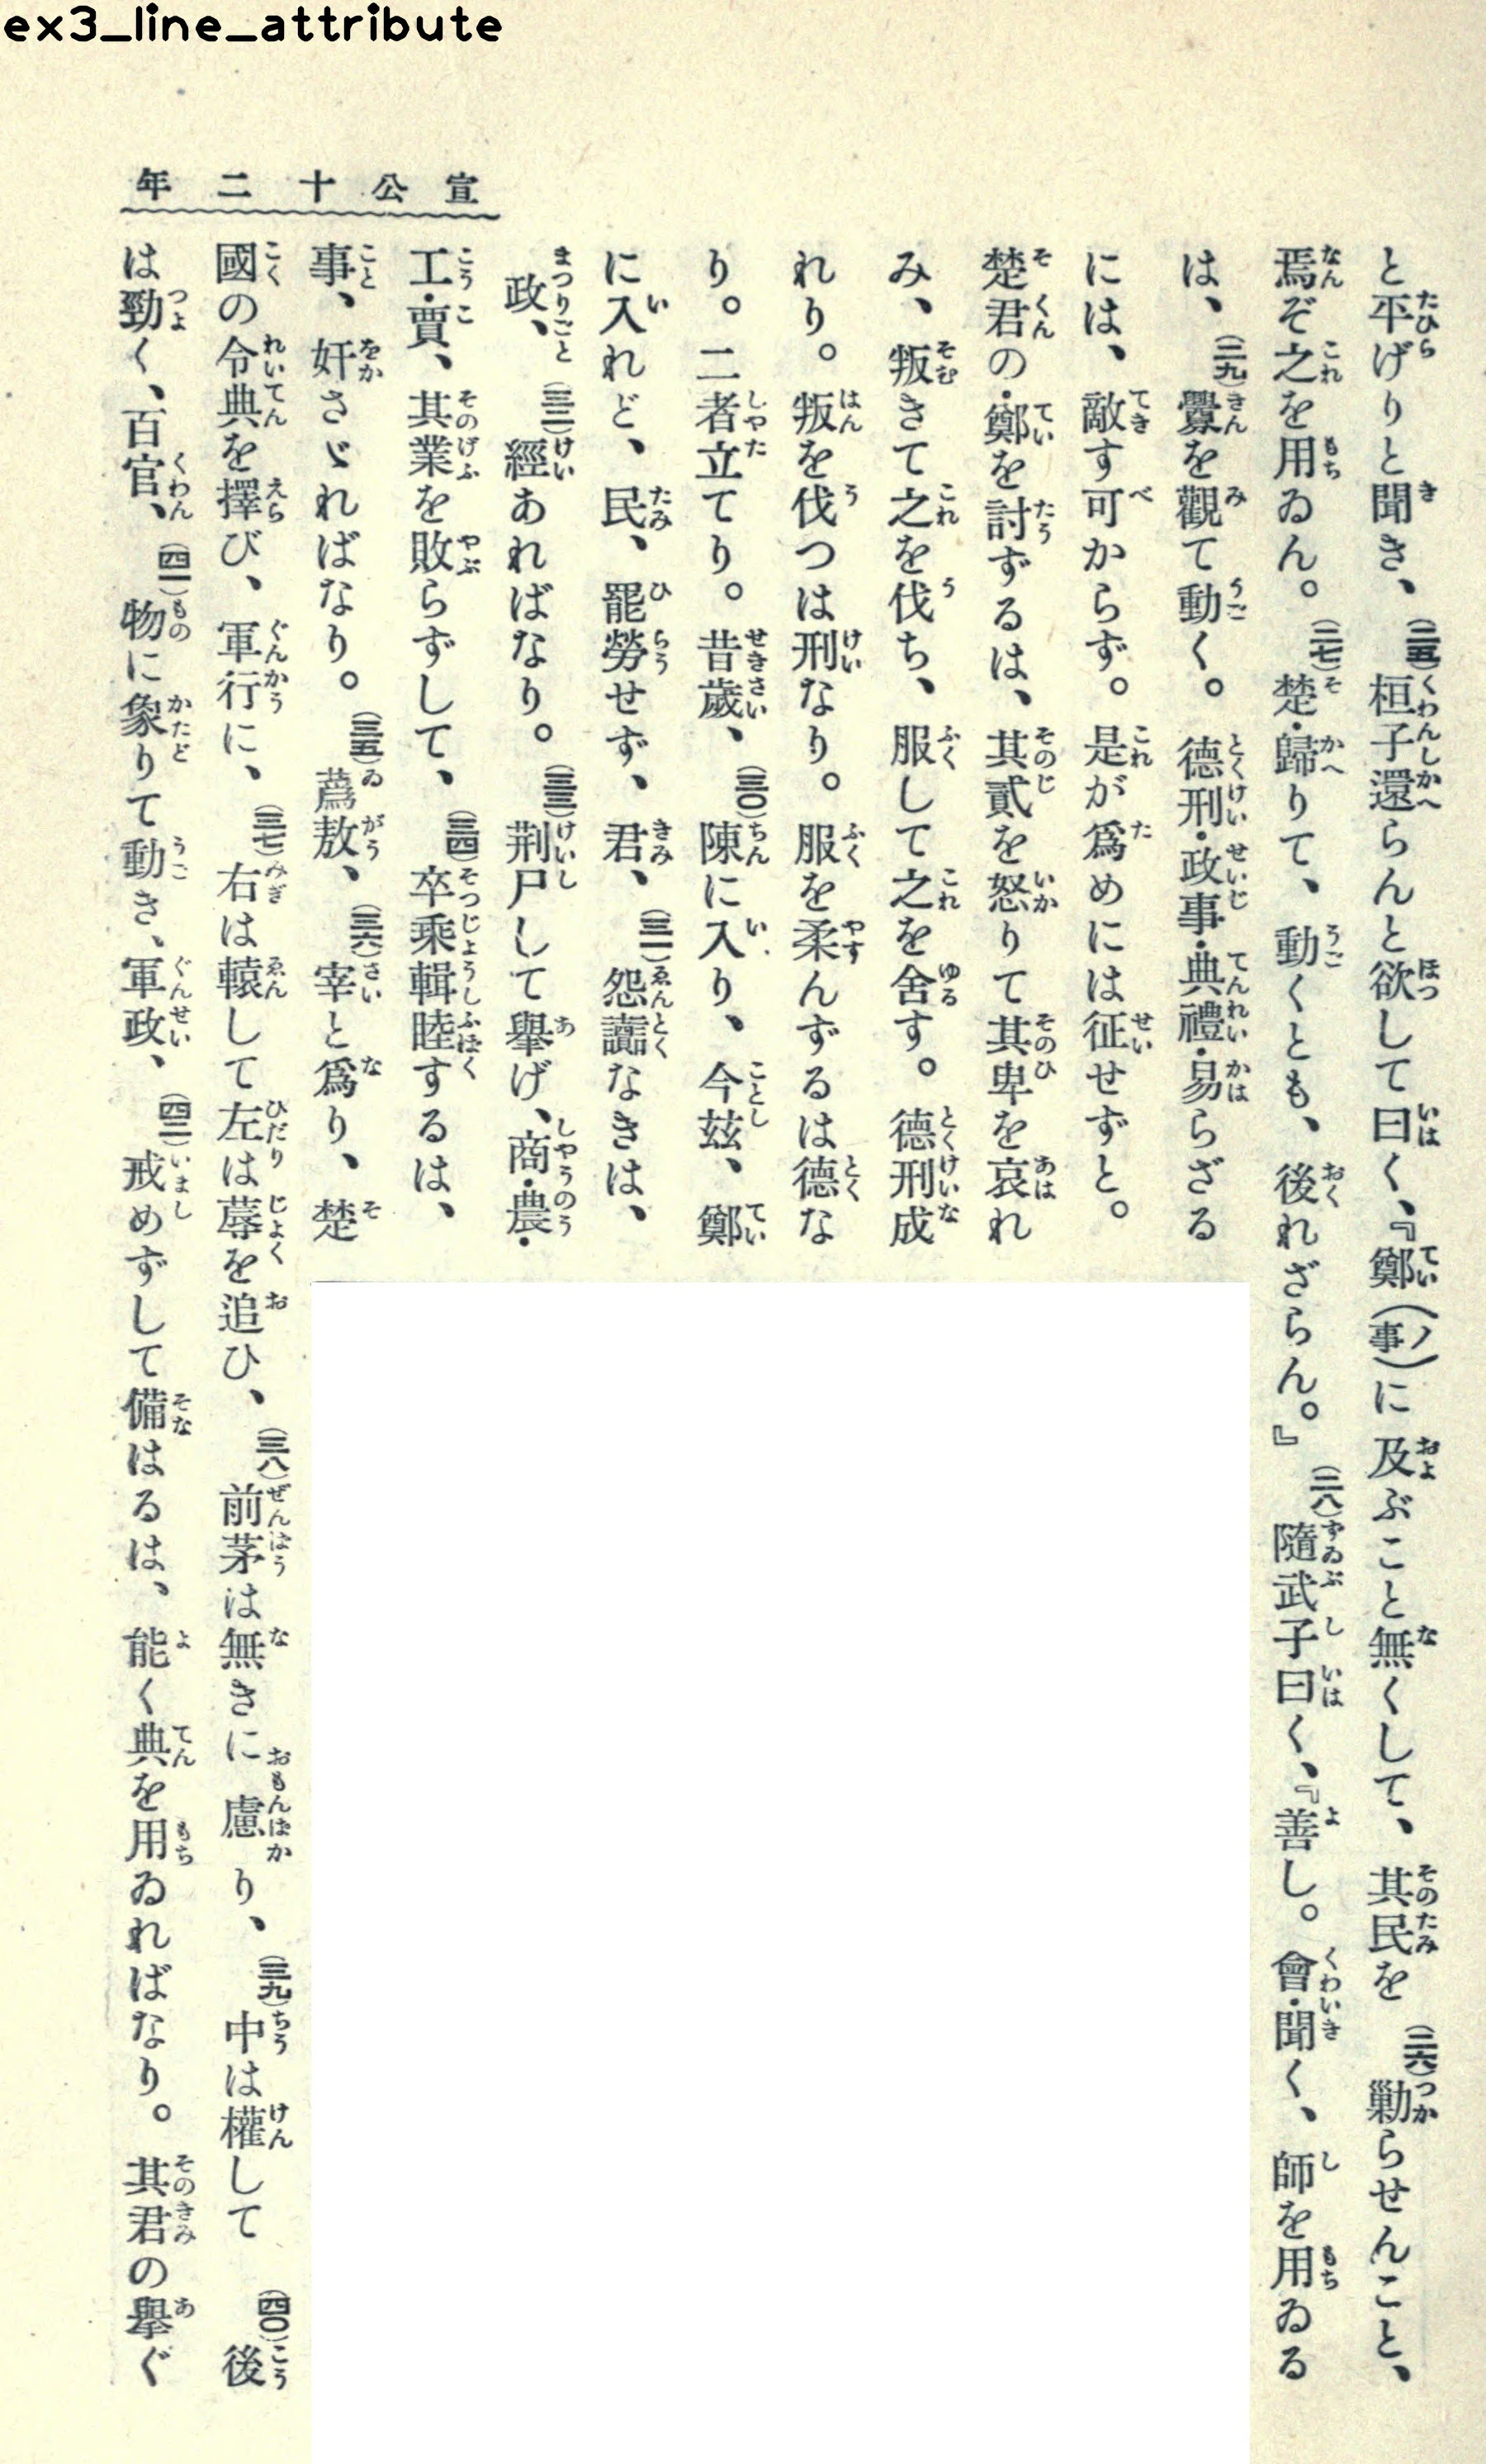 ex3_line_attribute
と平げりと聞き、(二五)桓子還らんと欲して曰く、『鄭(ノ事)に及ぶこと無くして、其民を(二六)勦らせんこと、
焉ぞ之を用ゐん。(二七)楚・歸りて、動くとも、後れざらん。』(二八)隨武子曰く、『善し。會・聞く、師を用ゐる
は、(二九)釁を觀て動く。德刑・政事・典禮・易らざる
には、敵す可からず。是が爲めには征せずと。
楚君の・鄭を討ずるは、其貳を怒りて其卑を哀れ
み、叛きて之を伐ち、服して之を舍す。德刑成
れり。叛を伐つは刑なり。服を柔んずるは德な
り。二者立てり。昔歲、(三〇)陳に入り、今玆、鄭
に入れど、民、罷勞せず、君、(三一)怨讟なきは、
政、(三二)經あればなり。(三三)荆尸して舉げ、商・農・
工・賈、其業を敗らずして、(三四)卒乘輯睦するは、
事、奸さゞればなり。(三五)蔿敖、(三六)宰と爲り、楚
國の令典を擇び、軍行に、(三七)右は轅して左は蓐を追ひ、(三八)前茅は無きに慮り、(三九)中は權して(四〇)後
は勁く、百官、(四一)物に象りて動き、軍政、(四二)戒めずして備はるは、能く典を用ゐればなり。其君の舉ぐ
宣公十二年